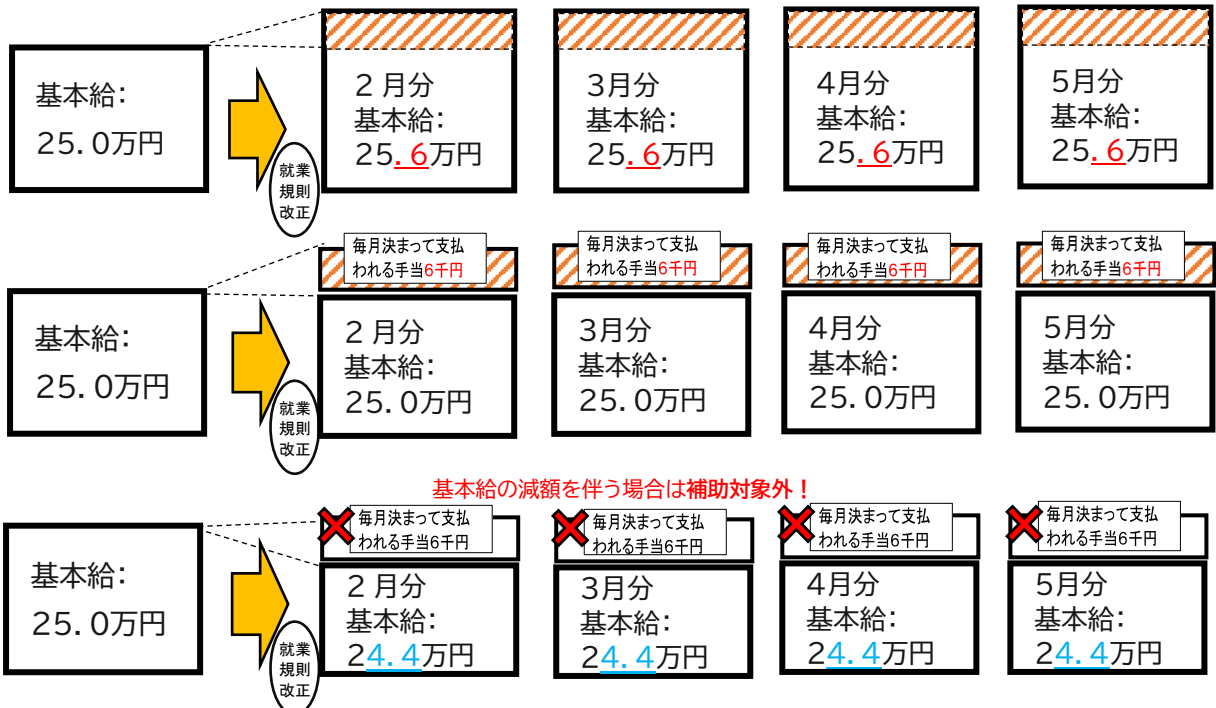 基本給：
25．0万円
就業
規則
改正
２月分
基本給：
25．6万円
3月分
基本給：
25．6万円
4月分
基本給：
25．6万円
5月分
基本給：
25．6万円
基本給：
25．0万円
就業
規則
改正
毎月決まって支払
われる手当6千円
２月分
基本給：
25．0万円
毎月決まって支払
われる手当6千円
3月分
基本給：
25．0万円
毎月決まって支払
われる手当6千円
4月分
基本給：
25．0万円
毎月決まって支払
われる手当6千円
5月分
基本給：
25．0万円
基本給の減額を伴う場合は補助対象外！
基本給：
25．0万円
就業
規則
改正
毎月決まって支払
われる手当6千円
２月分
基本給：
24．4万円
毎月決まって支払
われる手当6千円
3月分
基本給：
24．4万円
毎月決まって支払
われる手当6千円
4月分
基本給：
24．4万円
毎月決まって支払
われる手当6千円
5月分
基本給：
24．4万円